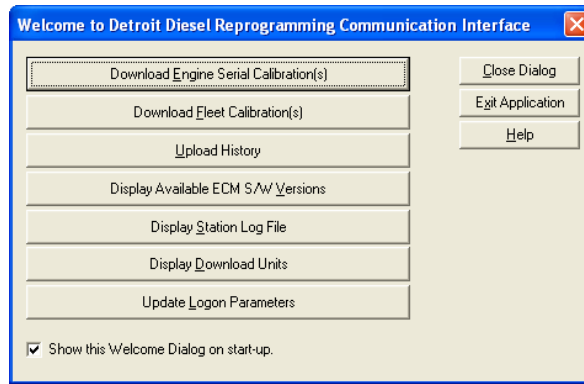 Welcome to Detroit Diesel Reprogramming Communication Interface
Download Engine Serial Calibration(s)
Download Fleet Calibration(s)
Upload History
Display Available ECM S/W Versions
Display Station Log File
Display Download Units
Update Logon Parameters
Show this Welcome Dialog on start-up.
Close Dialog
Exit Application
Help